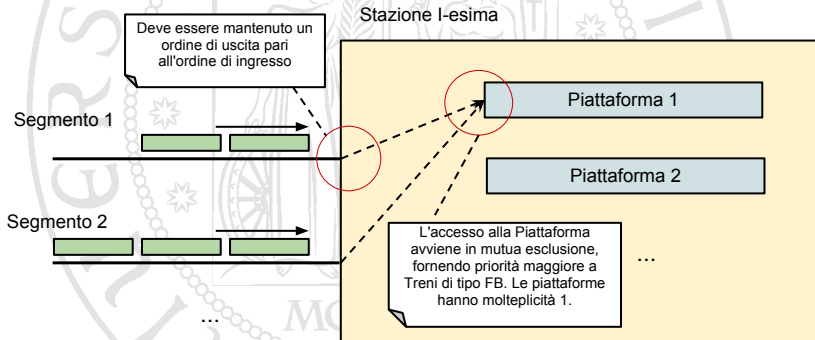 Stazione I-esima
Deve essere mantenuto un
ordine di uscita pari
all'ordine di ingresso
Segmento 1
Piattaforma 1
Piattaforma 2
Segmento 2
L'accesso alla Piattaforma
avviene in mutua esclusione,
fornendo priorità maggiore a
Treni di tipo FB. Le piattaforme
hanno molteplicità 1.
...
...